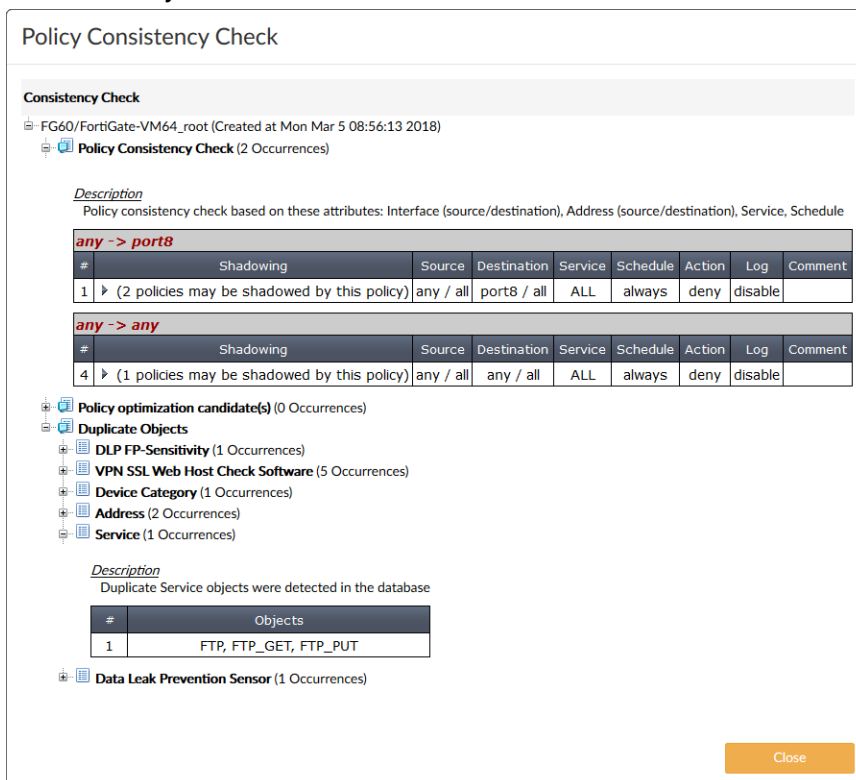 Policy Consistency Check
Consistency Check
FG60/FortiGate-VM64_root (Created at Mon Mar 5 08:56:13 2018)
Policy Consistency Check (2 Occurrences)
Description
Policy consistency check based on these attributes: Interface (source/destination), Address (source/destination), Service, Schedule
any -> port8
# Shadowing Source Destination Service Schedule Action Log Comment
1 (2 policies may be shadowed by this policy) any / all port8 / all ALL always deny disable
any -> any
# Shadowing Source Destination Service Schedule Action Log Comment
4 (1 policies may be shadowed by this policy) any / all any / all ALL always deny disable
Policy optimization candidate(s) (0 Occurrences)
Duplicate Objects
DLP FP-Sensitivity (1 Occurrences)
VPN SSL Web Host Check Software (5 Occurrences)
Device Category (1 Occurrences)
Address (2 Occurrences)
Service (1 Occurrences)
Description
Duplicate Service objects were detected in the database
# Objects
1 FTP, FTP_GET, FTP_PUT
Data Leak Prevention Sensor (1 Occurrences)
Close